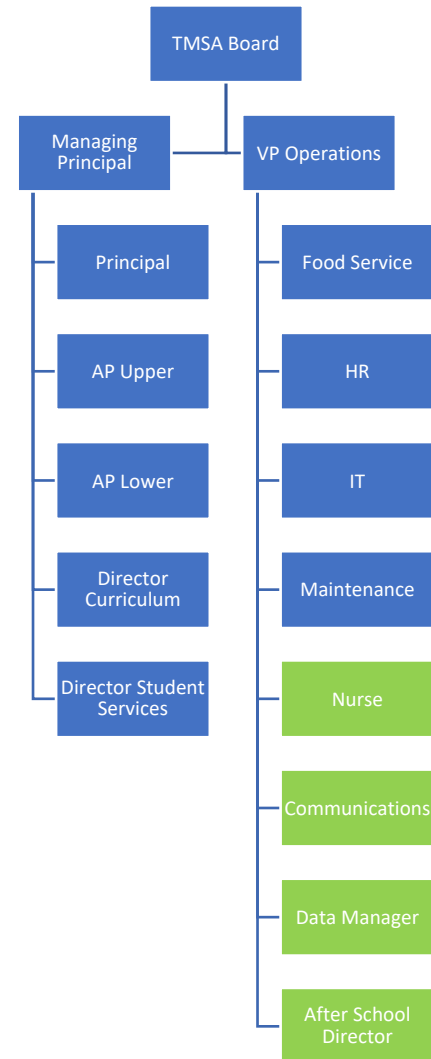 TMSA Board
Managing
Principal
VP Operations
Principal
AP Upper
AP Lower
Director
Curriculum
Director Student
Services
Food Service
HR
IT
Maintenance
Nurse
Communications
Data Manager
After School
Director